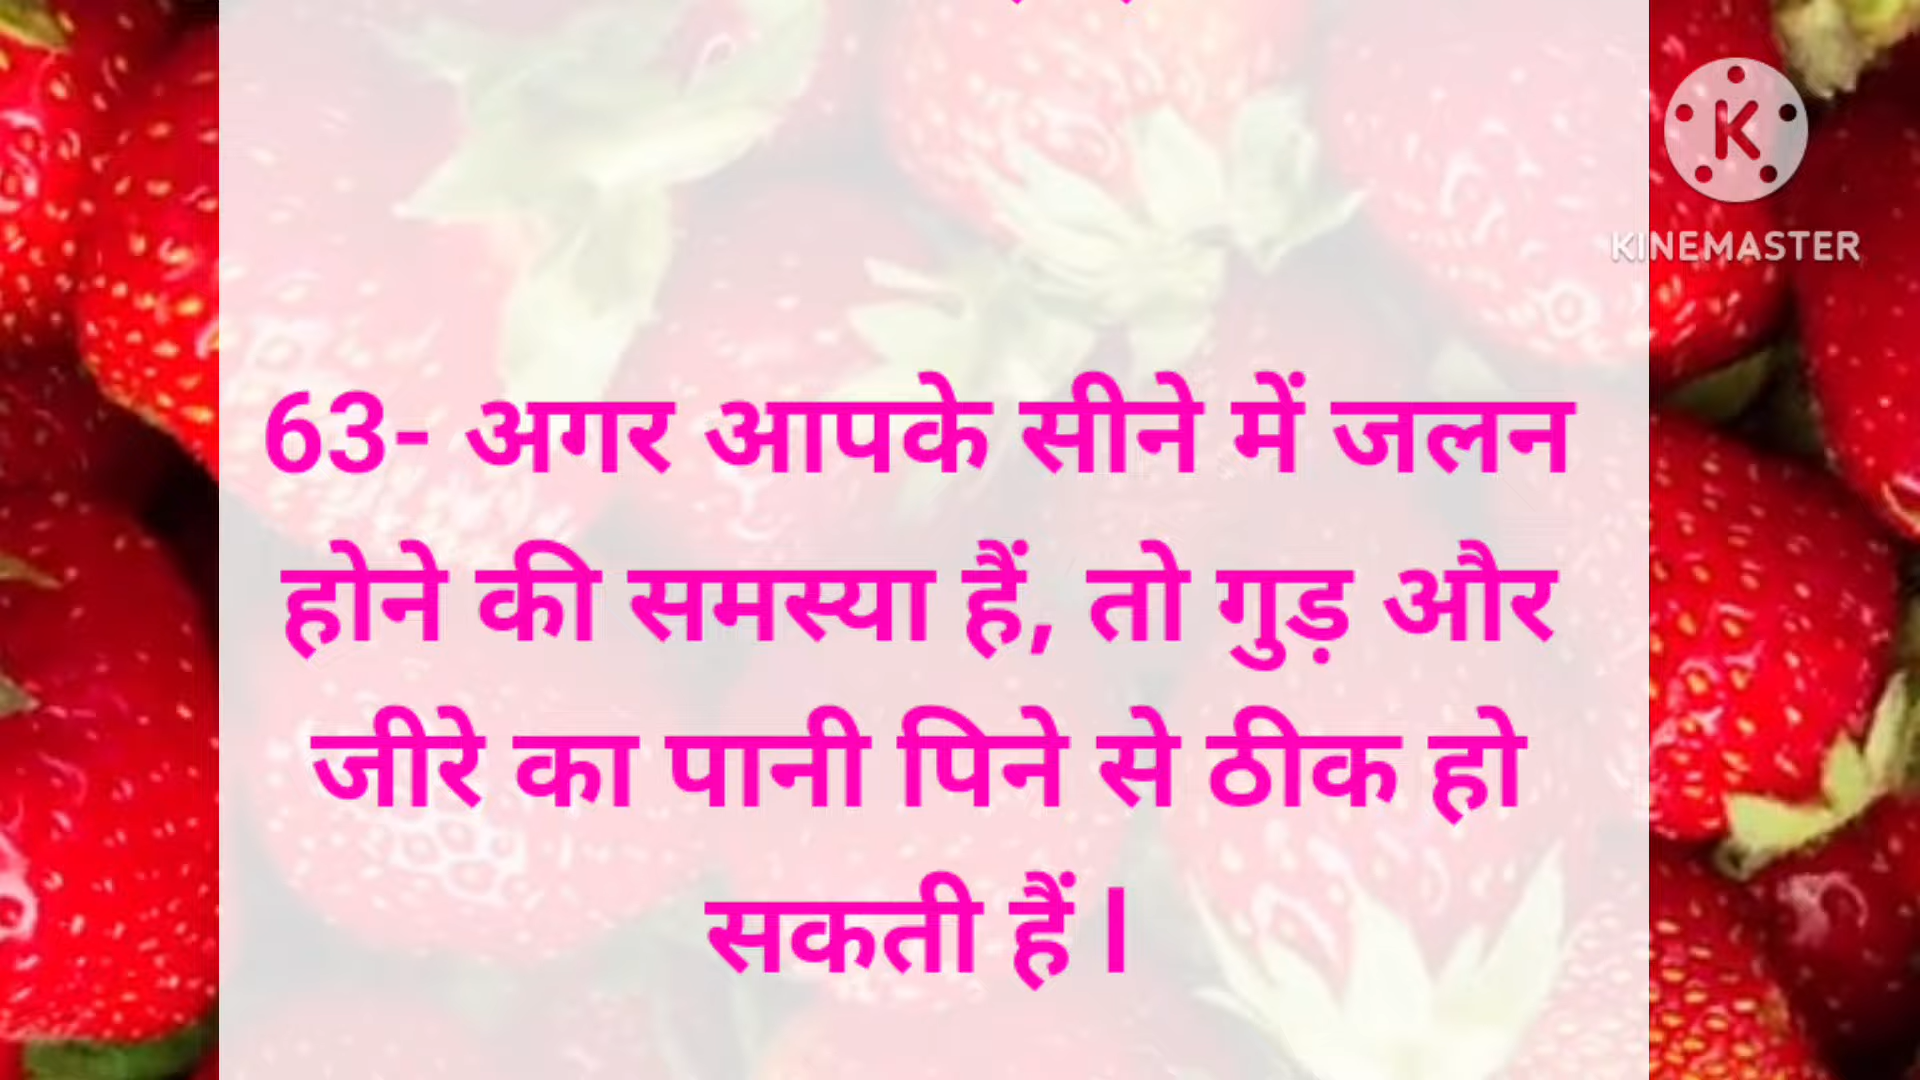 KINEMASTER
63- अगर आपके सीने में जलन
होने की समस्या हैं, तो गुड़ और
जीरे का पानी पिने से ठीक हो
सकती हैं l